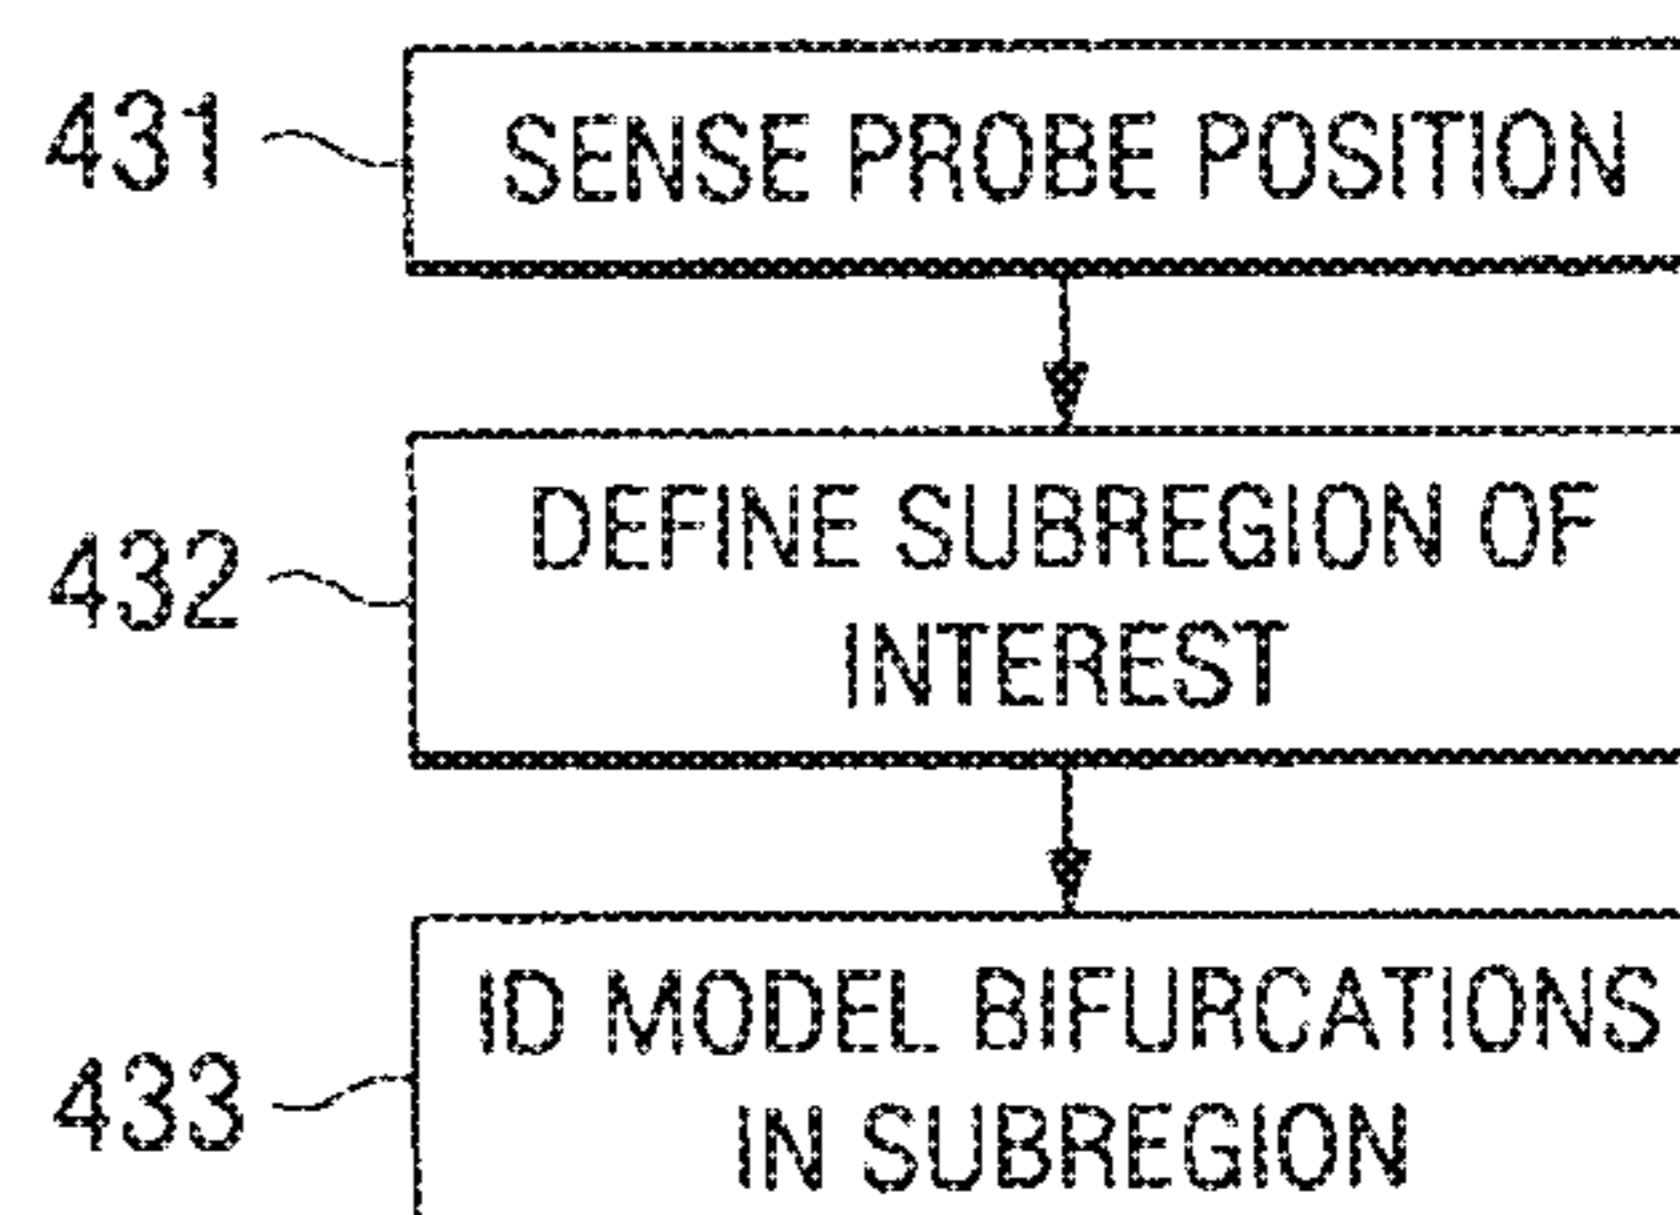 431
SENSE PROBE POSITION
432
DEFINE SUBREGION OF
INTEREST
433
ID MODEL BIFURCATIONS
IN SUBREGION